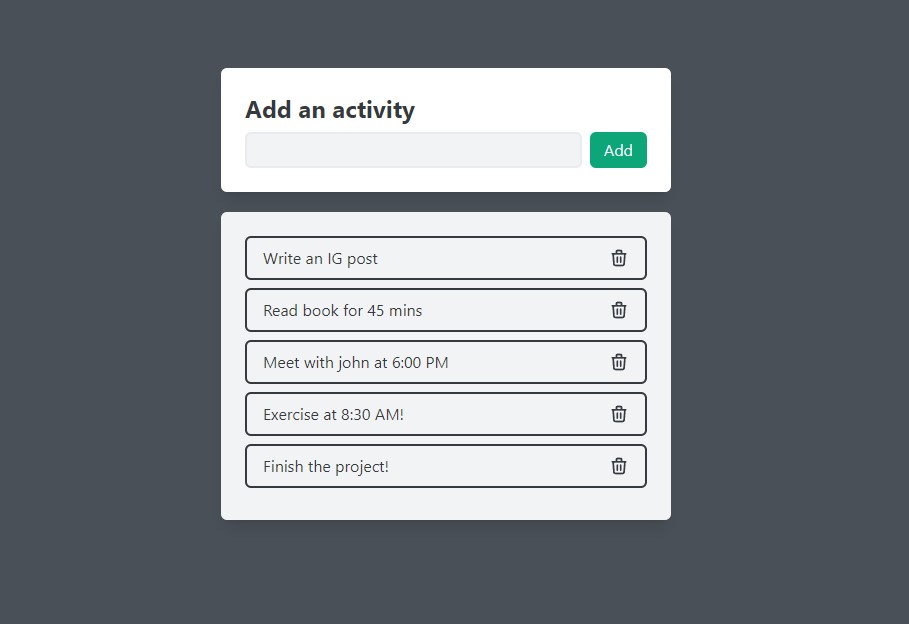 Add an activity
Add
Write an IG post
Read book for 45 mins
Meet with john at 6:00 PM
Exercise at 8:30 AM!
Finish the project!